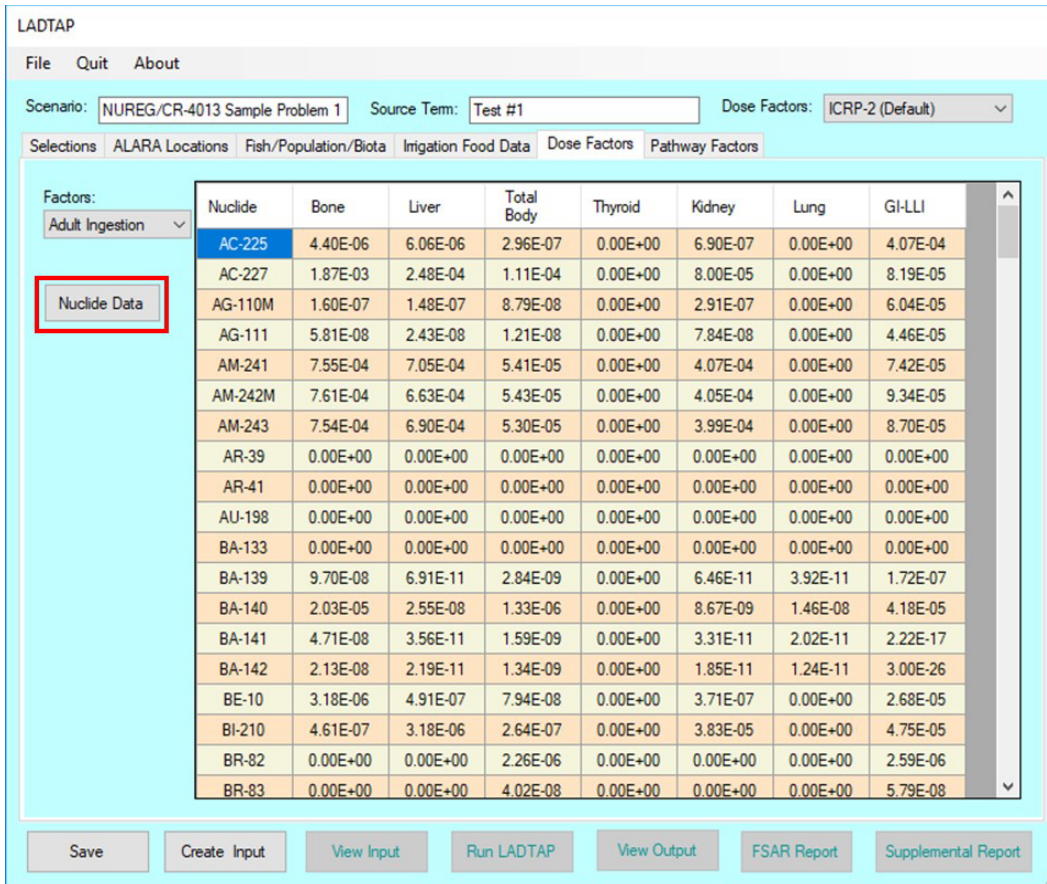 LADTAP
File Quit About
Scenario: NUREG/CR-4013 Sample Problem 1 Source Term: Test #1 Dose Factors: ICRP-2 (Default)
Selections ALARA Locations Fish/Population/Biota Irrigation Food Data Dose Factors Pathway Factors
Factors:
Adult Ingestion
Nuclide Data
Nuclide Bone Liver Total Body Thyroid Kidney Lung GI-LLI
AC-225 4.40E-06 6.06E-06 2.96E-07 0.00E+00 6.90E-07 0.00E+00 4.07E-04
AC-227 1.87E-03 2.48E-04 1.11E-04 0.00E+00 8.00E-05 0.00E+00 8.19E-05
AG-110M 1.60E-07 1.48E-07 8.79E-08 0.00E+00 2.91E-07 0.00E+00 6.04E-05
AG-111 5.81E-08 2.43E-08 1.21E-08 0.00E+00 7.84E-08 0.00E+00 4.46E-05
AM-241 7.55E-04 7.05E-04 5.41E-05 0.00E+00 4.07E-04 0.00E+00 7.42E-05
AM-242M 7.61E-04 6.63E-04 5.43E-05 0.00E+00 4.05E-04 0.00E+00 9.34E-05
AM-243 7.54E-04 6.90E-04 5.30E-05 0.00E+00 3.99E-04 0.00E+00 8.70E-05
AR-39 0.00E+00 0.00E+00 0.00E+00 0.00E+00 0.00E+00 0.00E+00 0.00E+00
AR-41 0.00E+00 0.00E+00 0.00E+00 0.00E+00 0.00E+00 0.00E+00 0.00E+00
AU-198 0.00E+00 0.00E+00 0.00E+00 0.00E+00 0.00E+00 0.00E+00 0.00E+00
BA-133 0.00E+00 0.00E+00 0.00E+00 0.00E+00 0.00E+00 0.00E+00 0.00E+00
BA-139 9.70E-08 6.91E-11 2.84E-09 0.00E+00 6.46E-11 3.92E-11 1.72E-07
BA-140 2.03E-05 2.55E-08 1.33E-06 0.00E+00 8.67E-09 1.46E-08 4.18E-05
BA-141 4.71E-08 3.56E-11 1.59E-09 0.00E+00 3.31E-11 2.02E-11 2.22E-17
BA-142 2.13E-08 2.19E-11 1.34E-09 0.00E+00 1.85E-11 1.24E-11 3.00E-26
BE-10 3.18E-06 4.91E-07 7.94E-08 0.00E+00 3.71E-07 0.00E+00 2.68E-05
BI-210 4.61E-07 3.18E-06 2.64E-07 0.00E+00 3.83E-05 0.00E+00 4.75E-05
BR-82 0.00E+00 0.00E+00 2.26E-06 0.00E+00 0.00E+00 0.00E+00 2.59E-06
BR-83 0.00E+00 0.00E+00 4.02E-08 0.00E+00 0.00E+00 0.00E+00 5.79E-08
Save Create Input View Input Run LADTAP View Output FSAR Report Supplemental Report